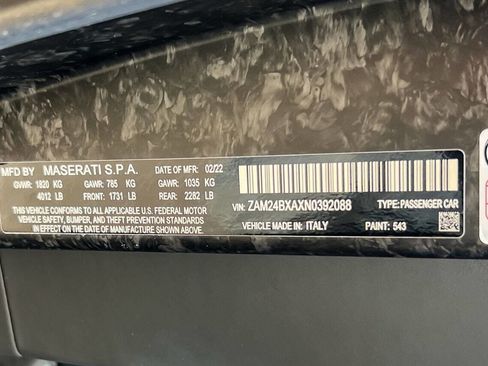 MFD BY MASERATI S.P.A. DATE OF MFR: 02/22
GVWR: 1820 KG GAWR: 785 KG GAWR: 1035 KG
4012 LB FRONT: 1731 LB REAR: 2282 LB
THIS VEHICLE CONFORMS TO ALL APPLICABLE U.S. FEDERAL MOTOR
VEHICLE SAFETY, BUMPER, AND THEFT PREVENTION STANDARDS
IN EFFECT ON THE DATE OF MANUFACTURE SHOWN ABOVE.
VIN: ZAM24BXAXN0392088 TYPE: PASSENGER CAR
VEHICLE MADE IN: ITALY PAINT: 543